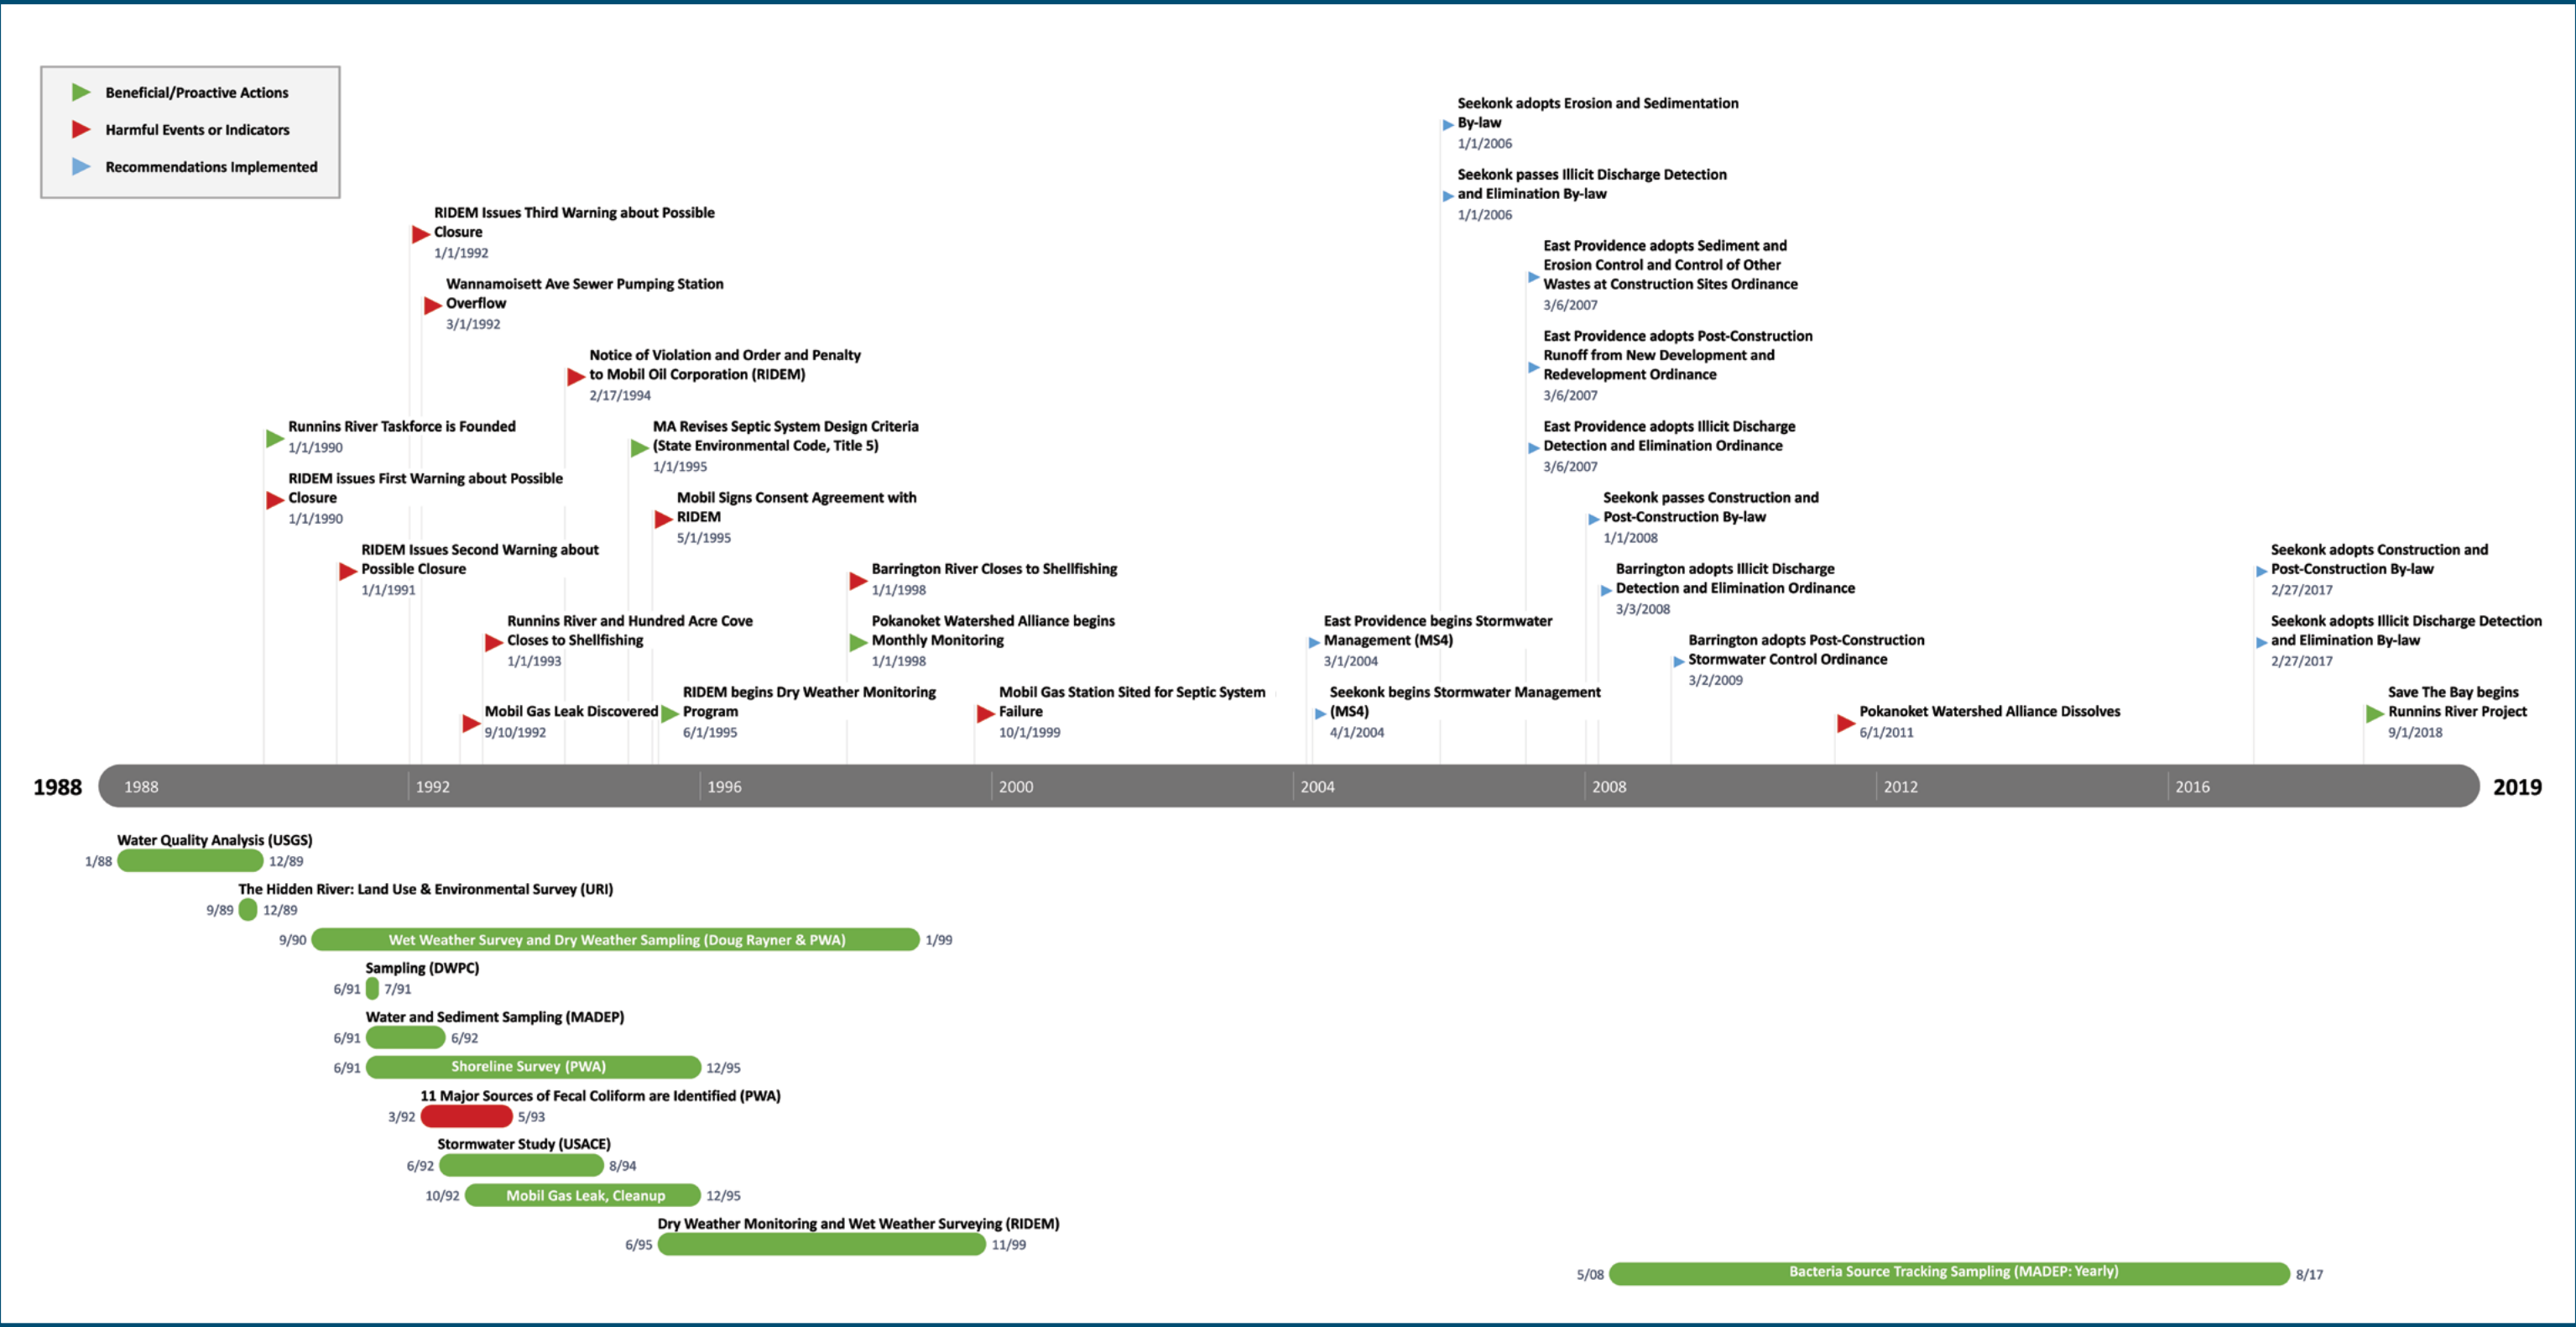 Beneficial/Proactive Actions
Harmful Events or Indicators
Recommendations Implemented
Seekonk adopts Erosion and Sedimentation
By-law
1/1/2006
Seekonk passes Illicit Discharge Detection
and Elimination By-law
1/1/2006
RIDEM Issues Third Warning about Possible
Closure
1/1/1992
East Providence adopts Sediment and
Erosion Control and Control of Other
Wastes at Construction Sites Ordinance
3/6/2007
Wannamoisett Ave Sewer Pumping Station
Overflow
3/1/1992
East Providence adopts Post-Construction
Runoff from New Development and
Redevelopment Ordinance
3/6/2007
Notice of Violation and Order and Penalty
to Mobil Oil Corporation (RIDEM)
2/17/1994
Runnins River Taskforce is Founded
1/1/1990
MA Revises Septic System Design Criteria
(State Environmental Code, Title 5)
1/1/1995
East Providence adopts Illicit Discharge
Detection and Elimination Ordinance
3/6/2007
RIDEM issues First Warning about Possible
Closure
1/1/1990
Mobil Signs Consent Agreement with
RIDEM
5/1/1995
Seekonk passes Construction and
Post-Construction By-law
1/1/2008
RIDEM Issues Second Warning about
Possible Closure
1/1/1991
Barrington River Closes to Shellfishing
1/1/1998
Barrington adopts Illicit Discharge
Detection and Elimination Ordinance
3/3/2008
Seekonk adopts Construction and
Post-Construction By-law
2/27/2017
Runnins River and Hundred Acre Cove
Closes to Shellfishing
1/1/1993
Pokanoket Watershed Alliance begins
Monthly Monitoring
1/1/1998
East Providence begins Stormwater
Management (MS4)
3/1/2004
Barrington adopts Post-Construction
Stormwater Control Ordinance
3/2/2009
Seekonk adopts Illicit Discharge Detection
and Elimination By-law
2/27/2017
Mobil Gas Leak Discovered
9/10/1992
RIDEM begins Dry Weather Monitoring
Program
6/1/1995
Mobil Gas Station Sited for Septic System
Failure
10/1/1999
Seekonk begins Stormwater Management
(MS4)
4/1/2004
Pokanoket Watershed Alliance Dissolves
6/1/2011
Save The Bay begins
Runnins River Project
9/1/2018
1988 1988 1992 1996 2000 2004 2008 2012 2016 2019
Water Quality Analysis (USGS)
1/88 12/89
The Hidden River: Land Use & Environmental Survey (URI)
9/89 12/89
9/90 Wet Weather Survey and Dry Weather Sampling (Doug Rayner & PWA) 1/99
Sampling (DWPC)
6/91 7/91
Water and Sediment Sampling (MADEP)
6/91 6/92
6/91 Shoreline Survey (PWA) 12/95
11 Major Sources of Fecal Coliform are Identified (PWA)
3/92 5/93
Stormwater Study (USACE)
6/92 8/94
10/92 Mobil Gas Leak, Cleanup 12/95
Dry Weather Monitoring and Wet Weather Surveying (RIDEM)
6/95 11/99
5/08 Bacteria Source Tracking Sampling (MADEP: Yearly) 8/17